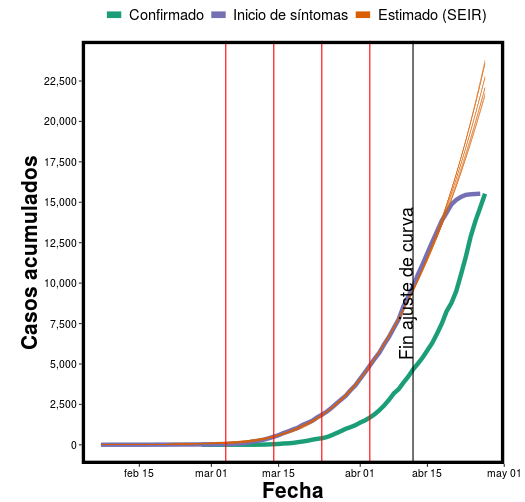 Confirmado Inicio de síntomas Estimado (SEIR)
Casos acumulados
22,500
20,000
17,500
15,000
12,500
10,000
7,500
5,000
2,500
0
Fin ajuste de curva
feb 15 mar 01 mar 15 abr 01 abr 15 may 01
Fecha